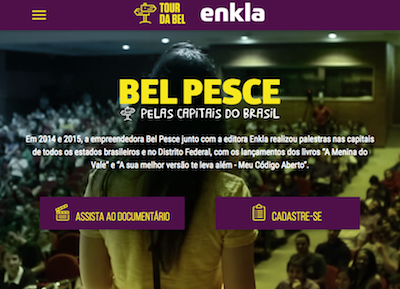 TOUR
DA BEL
enkla
BEL PESCE
PELAS CAPITAIS DO BRASIL
Em 2014 e 2015, a empreendedora Bel Pesce junto com a editora Enkla realizou palestras nas capitais
de todos os estados brasileiros e no Distrito Federal, com os lançamentos dos livros "A Menina do
Vale" e "A sua melhor versão te leva além - Meu Código Aberto".
ASSISTA AO DOCUMENTÁRIO
CADASTRE-SE